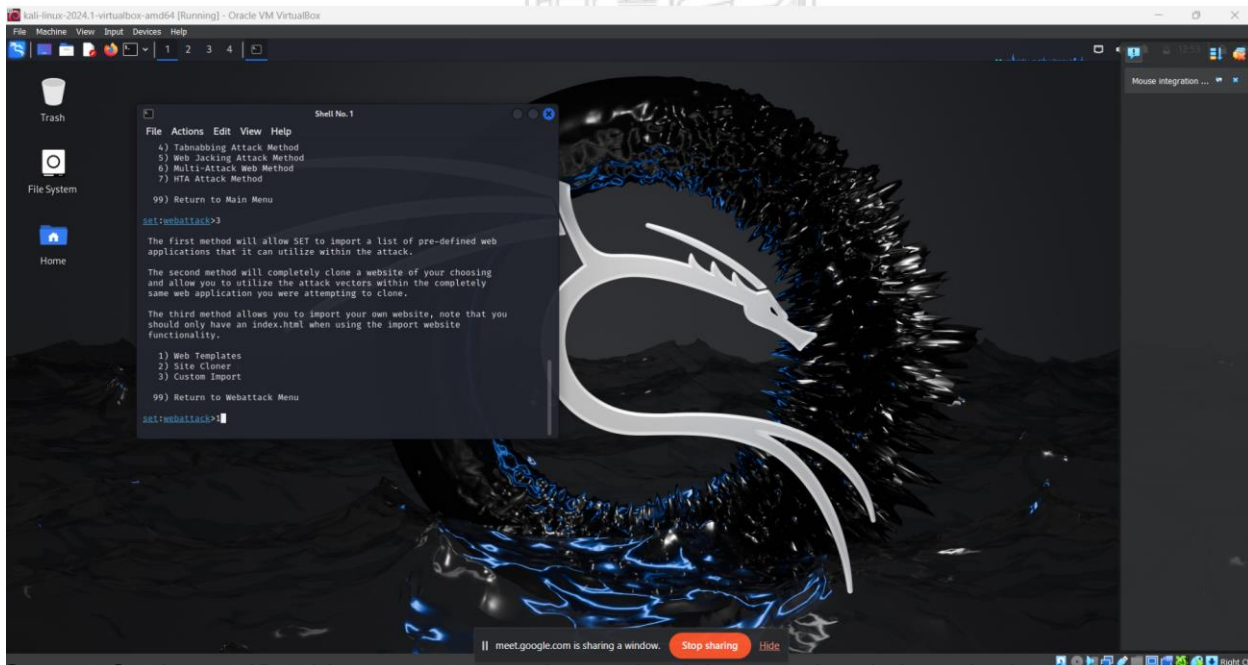 kali-linux-2024.1-virtualbox-amd64 [Running] - Oracle VM VirtualBox
File Machine View Input Devices Help
1 2 3 4
12:53
Mouse integration ...
Trash
File System
Home
Shell No. 1
File Actions Edit View Help
4) Tabnabbing Attack Method
5) Web Jacking Attack Method
6) Multi-Attack Web Method
7) HTA Attack Method
99) Return to Main Menu
set:webattack>3
The first method will allow SET to import a list of pre-defined web
applications that it can utilize within the attack.
The second method will completely clone a website of your choosing
and allow you to utilize the attack vectors within the completely
same web application you were attempting to clone.
The third method allows you to import your own website, note that you
should only have an index.html when using the import website
functionality.
1) Web Templates
2) Site Cloner
3) Custom Import
99) Return to Webattack Menu
set:webattack>1
meet.google.com is sharing a window. Stop sharing Hide
Right C